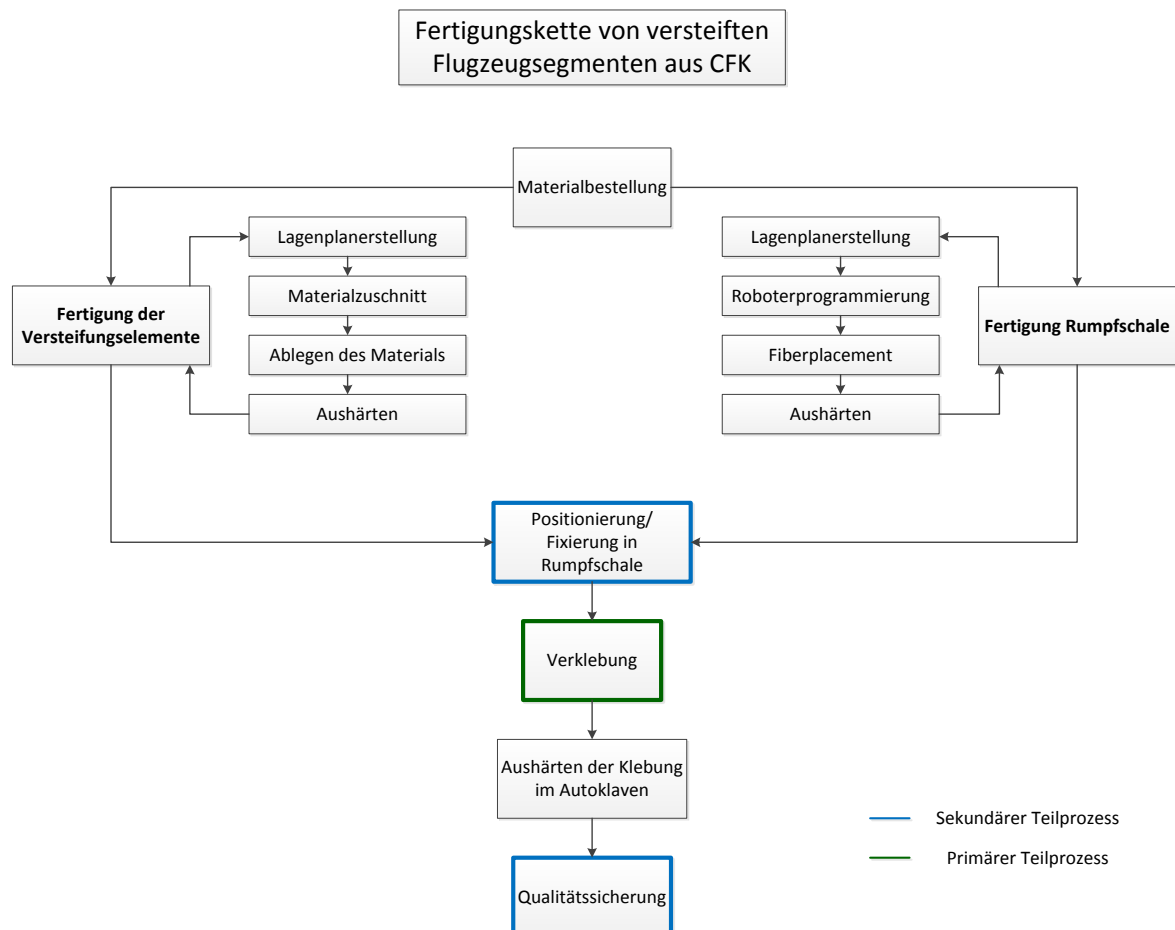 Fertigungskette von versteiften
Flugzeugsegmenten aus CFK
Materialbestellung
Lagenplanerstellung
Materialzuschnitt
Ablegen des Materials
Aushärten
Fertigung der
Versteifungselemente
Lagenplanerstellung
Roboterprogrammierung
Fiberplacement
Aushärten
Fertigung Rumpfschale
Positionierung/
Fixierung in
Rumpfschale
Verklebung
Aushärten der Klebung
im Autoklaven
Qualitätssicherung
Sekundärer Teilprozess
Primärer Teilprozess